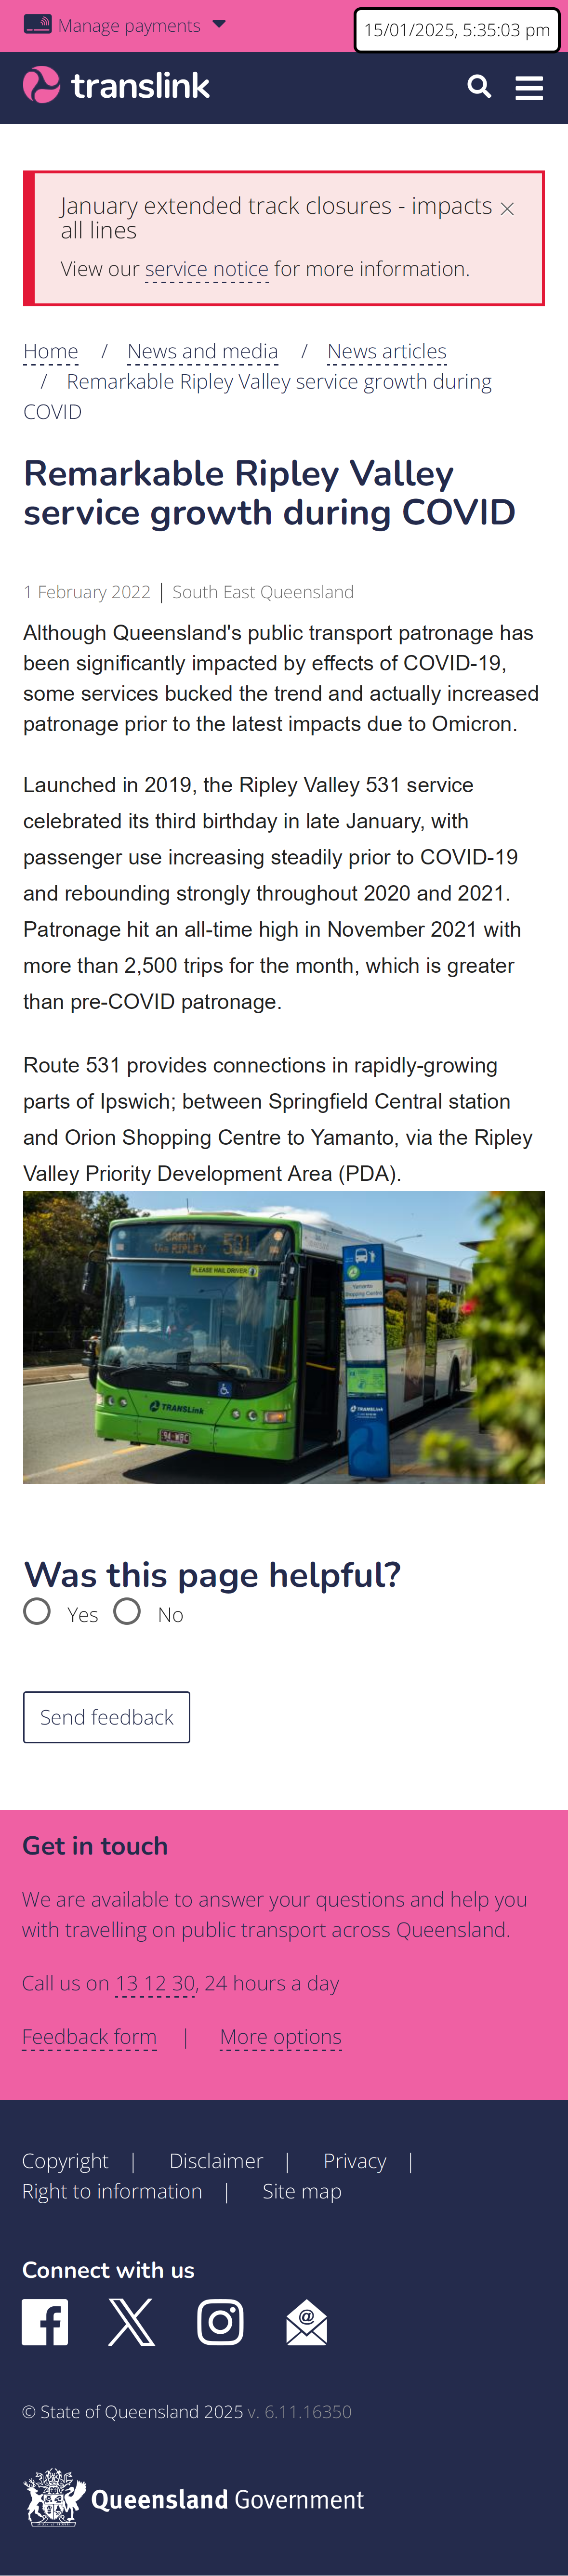 Manage payments
15/01/2025, 5:35:03 pm
translink
January extended track closures - impacts
all lines
View our service notice for more information.
Home / News and media / News articles
/ Remarkable Ripley Valley service growth during
COVID
Remarkable Ripley Valley
service growth during COVID
1 February 2022 | South East Queensland
Although Queensland's public transport patronage has
been significantly impacted by effects of COVID-19,
some services bucked the trend and actually increased
patronage prior to the latest impacts due to Omicron.
Launched in 2019, the Ripley Valley 531 service
celebrated its third birthday in late January, with
passenger use increasing steadily prior to COVID-19
and rebounding strongly throughout 2020 and 2021.
Patronage hit an all-time high in November 2021 with
more than 2,500 trips for the month, which is greater
than pre-COVID patronage.
Route 531 provides connections in rapidly-growing
parts of Ipswich; between Springfield Central station
and Orion Shopping Centre to Yamanto, via the Ripley
Valley Priority Development Area (PDA).
RIPLEY 531
PLEASE HAIL DRIVER
Yamanto
Shopping Centre
TRANSLink
TRANSLink
Was this page helpful?
Yes No
Send feedback
Get in touch
We are available to answer your questions and help you
with travelling on public transport across Queensland.
Call us on 13 12 30, 24 hours a day
Feedback form | More options
Copyright | Disclaimer | Privacy |
Right to information | Site map
Connect with us
© State of Queensland 2025 v. 6.11.16350
Queensland Government